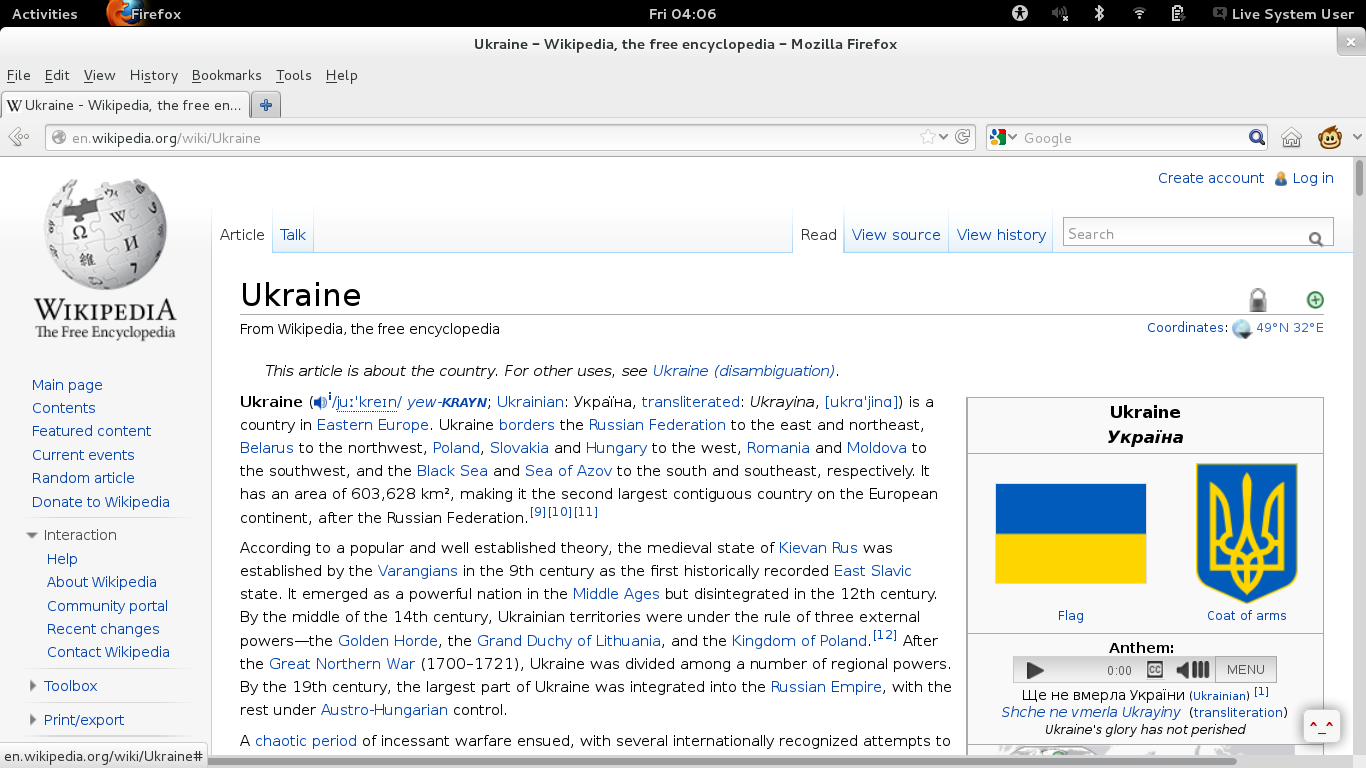 Activities Firefox Fri 04:06 Live System User
Ukraine – Wikipedia, the free encyclopedia – Mozilla Firefox
File Edit View History Bookmarks Tools Help
W Ukraine - Wikipedia, the free en...
en.wikipedia.org/wiki/Ukraine Google
Create account Log in
Article Talk Read View source View history Search
WIKIPEDIA
The Free Encyclopedia
Main page
Contents
Featured content
Current events
Random article
Donate to Wikipedia
Interaction
Help
About Wikipedia
Community portal
Recent changes
Contact Wikipedia
Toolbox
Print/export
en.wikipedia.org/wiki/Ukraine#
Ukraine
From Wikipedia, the free encyclopedia
Coordinates: 49°N 32°E
This article is about the country. For other uses, see Ukraine (disambiguation).
Ukraine (i/juːˈkreɪn/ yew-KRAYN; Ukrainian: Україна, transliterated: Ukrayina, [ukrɑˈjinɑ]) is a
country in Eastern Europe. Ukraine borders the Russian Federation to the east and northeast,
Belarus to the northwest, Poland, Slovakia and Hungary to the west, Romania and Moldova to
the southwest, and the Black Sea and Sea of Azov to the south and southeast, respectively. It
has an area of 603,628 km², making it the second largest contiguous country on the European
continent, after the Russian Federation.[9][10][11]
According to a popular and well established theory, the medieval state of Kievan Rus was
established by the Varangians in the 9th century as the first historically recorded East Slavic
state. It emerged as a powerful nation in the Middle Ages but disintegrated in the 12th century.
By the middle of the 14th century, Ukrainian territories were under the rule of three external
powers—the Golden Horde, the Grand Duchy of Lithuania, and the Kingdom of Poland.[12] After
the Great Northern War (1700–1721), Ukraine was divided among a number of regional powers.
By the 19th century, the largest part of Ukraine was integrated into the Russian Empire, with the
rest under Austro-Hungarian control.
A chaotic period of incessant warfare ensued, with several internationally recognized attempts to
Ukraine
Україна
Flag Coat of arms
Anthem:
0:00 CC MENU
Ще не вмерла України (Ukrainian) [1]
Shche ne vmerla Ukrayiny (transliteration)
Ukraine's glory has not perished
^_^